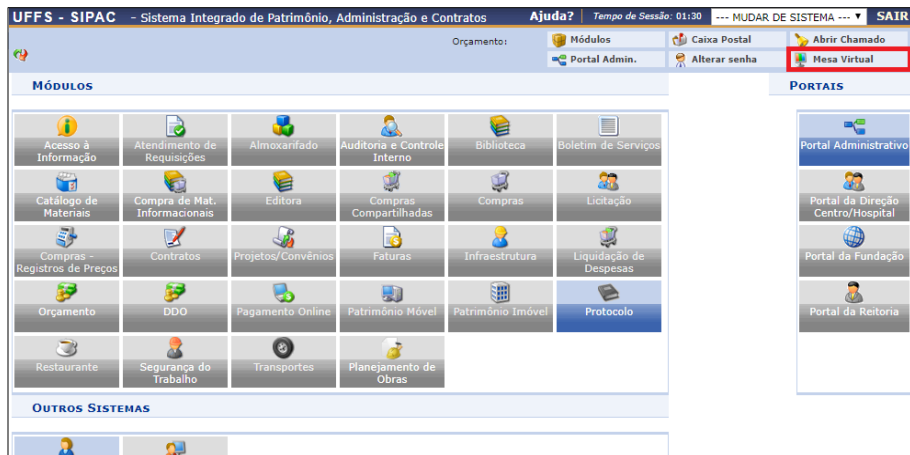 UFFS - SIPAC - Sistema Integrado de Patrimônio, Administração e Contratos Ajuda? Tempo de Sessão: 01:30 --- MUDAR DE SISTEMA --- SAIR
Orçamento: Módulos Caixa Postal Abrir Chamado
Portal Admin. Alterar senha Mesa Virtual
MÓDULOS PORTAIS
Acesso à
Informação
Atendimento de
Requisições
Almoxarifado
Auditoria e Controle
Interno
Biblioteca
Boletim de Serviços
Portal Administrativo
Catálogo de
Materiais
Compra de Mat.
Informacionais
Editora
Compras
Compartilhadas
Compras
Licitação
Portal da Direção
Centro/Hospital
Compras -
Registros de Preços
Contratos
Projetos/Convênios
Faturas
Infraestrutura
Liquidação de
Despesas
Portal da Fundação
Orçamento
DDO
Pagamento Online
Patrimônio Móvel
Patrimônio Imóvel
Protocolo
Portal da Reitoria
Restaurante
Segurança do
Trabalho
Transportes
Planejamento de
Obras
OUTROS SISTEMAS